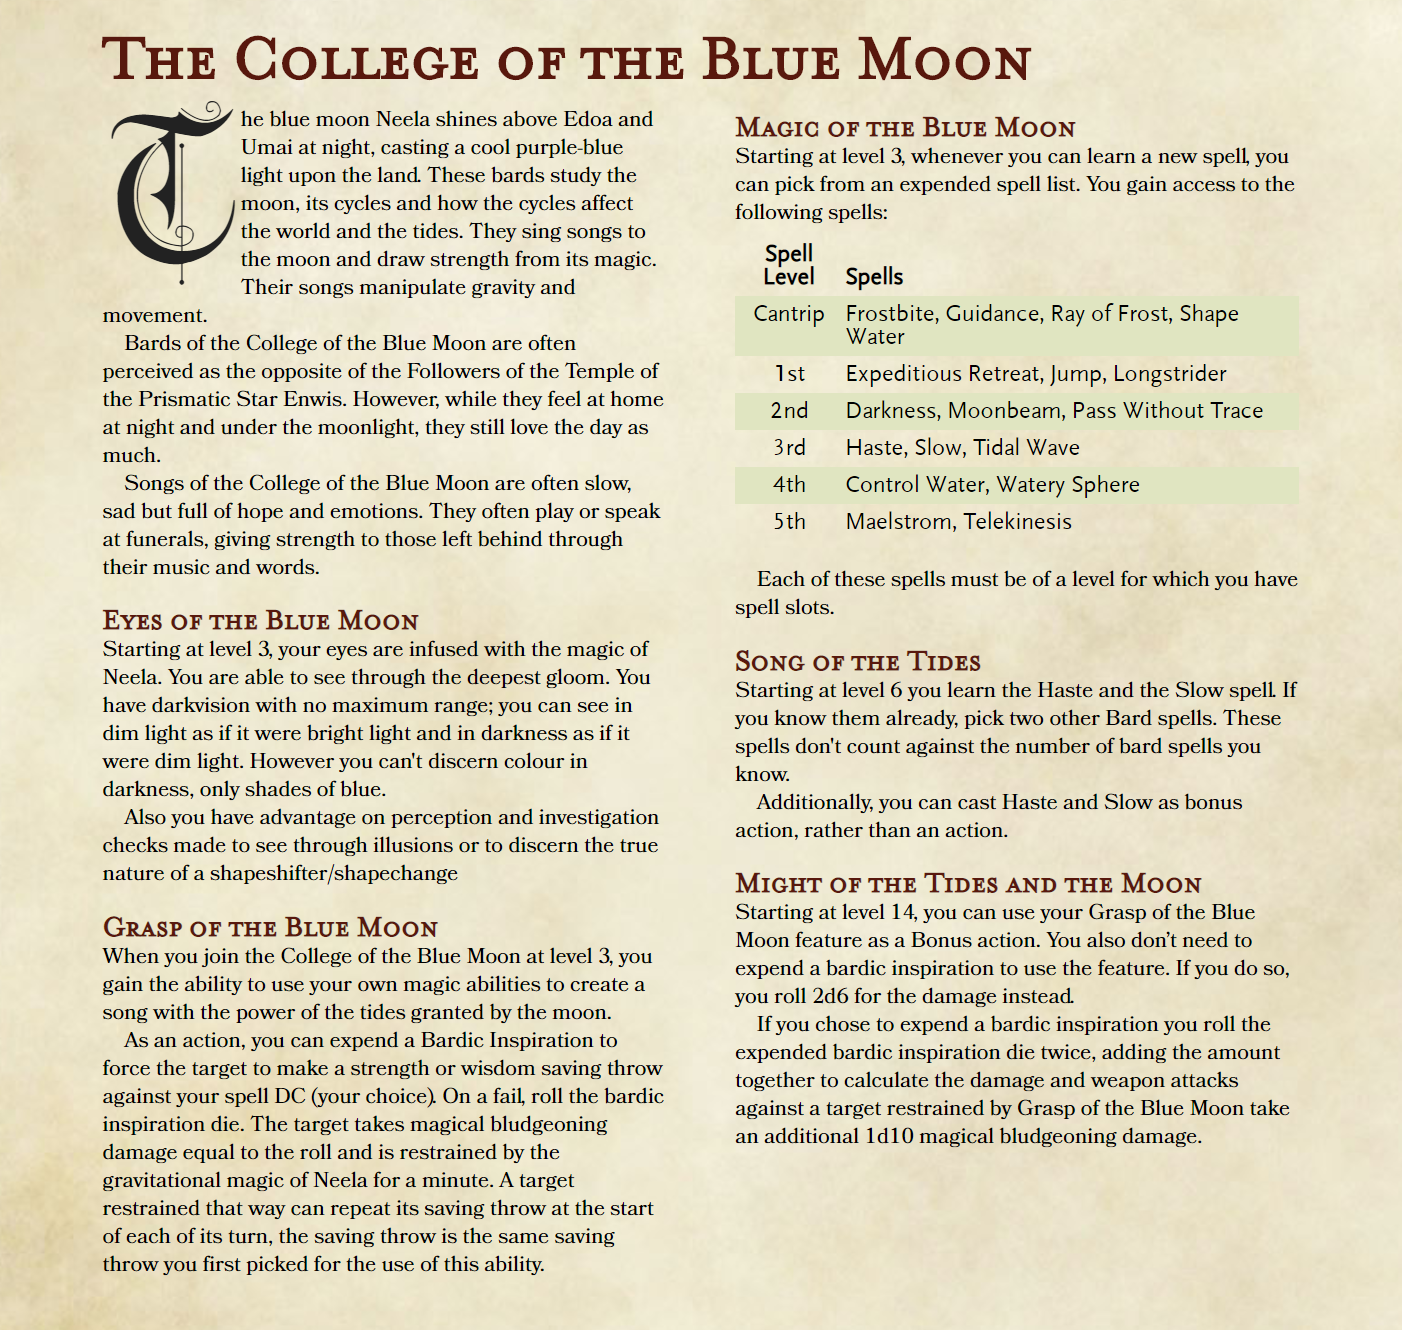 The College of the Blue Moon
The blue moon Neela shines above Edoa and
Umai at night, casting a cool purple-blue
light upon the land. These bards study the
moon, its cycles and how the cycles affect
the world and the tides. They sing songs to
the moon and draw strength from its magic.
Their songs manipulate gravity and
movement.
Bards of the College of the Blue Moon are often
perceived as the opposite of the Followers of the Temple of
the Prismatic Star Enwis. However, while they feel at home
at night and under the moonlight, they still love the day as
much.
Songs of the College of the Blue Moon are often slow,
sad but full of hope and emotions. They often play or speak
at funerals, giving strength to those left behind through
their music and words.
Eyes of the Blue Moon
Starting at level 3, your eyes are infused with the magic of
Neela. You are able to see through the deepest gloom. You
have darkvision with no maximum range; you can see in
dim light as if it were bright light and in darkness as if it
were dim light. However you can't discern colour in
darkness, only shades of blue.
Also you have advantage on perception and investigation
checks made to see through illusions or to discern the true
nature of a shapeshifter/shapechange
Grasp of the Blue Moon
When you join the College of the Blue Moon at level 3, you
gain the ability to use your own magic abilities to create a
song with the power of the tides granted by the moon.
As an action, you can expend a Bardic Inspiration to
force the target to make a strength or wisdom saving throw
against your spell DC (your choice). On a fail, roll the bardic
inspiration die. The target takes magical bludgeoning
damage equal to the roll and is restrained by the
gravitational magic of Neela for a minute. A target
restrained that way can repeat its saving throw at the start
of each of its turn, the saving throw is the same saving
throw you first picked for the use of this ability.
Magic of the Blue Moon
Starting at level 3, whenever you can learn a new spell, you
can pick from an expended spell list. You gain access to the
following spells:
Spell
Level Spells
Cantrip Frostbite, Guidance, Ray of Frost, Shape
Water
1st Expeditious Retreat, Jump, Longstrider
2nd Darkness, Moonbeam, Pass Without Trace
3rd Haste, Slow, Tidal Wave
4th Control Water, Watery Sphere
5th Maelstrom, Telekinesis
Each of these spells must be of a level for which you have
spell slots.
Song of the Tides
Starting at level 6 you learn the Haste and the Slow spell. If
you know them already, pick two other Bard spells. These
spells don't count against the number of bard spells you
know.
Additionally, you can cast Haste and Slow as bonus
action, rather than an action.
Might of the Tides and the Moon
Starting at level 14, you can use your Grasp of the Blue
Moon feature as a Bonus action. You also don’t need to
expend a bardic inspiration to use the feature. If you do so,
you roll 2d6 for the damage instead.
If you chose to expend a bardic inspiration you roll the
expended bardic inspiration die twice, adding the amount
together to calculate the damage and weapon attacks
against a target restrained by Grasp of the Blue Moon take
an additional 1d10 magical bludgeoning damage.